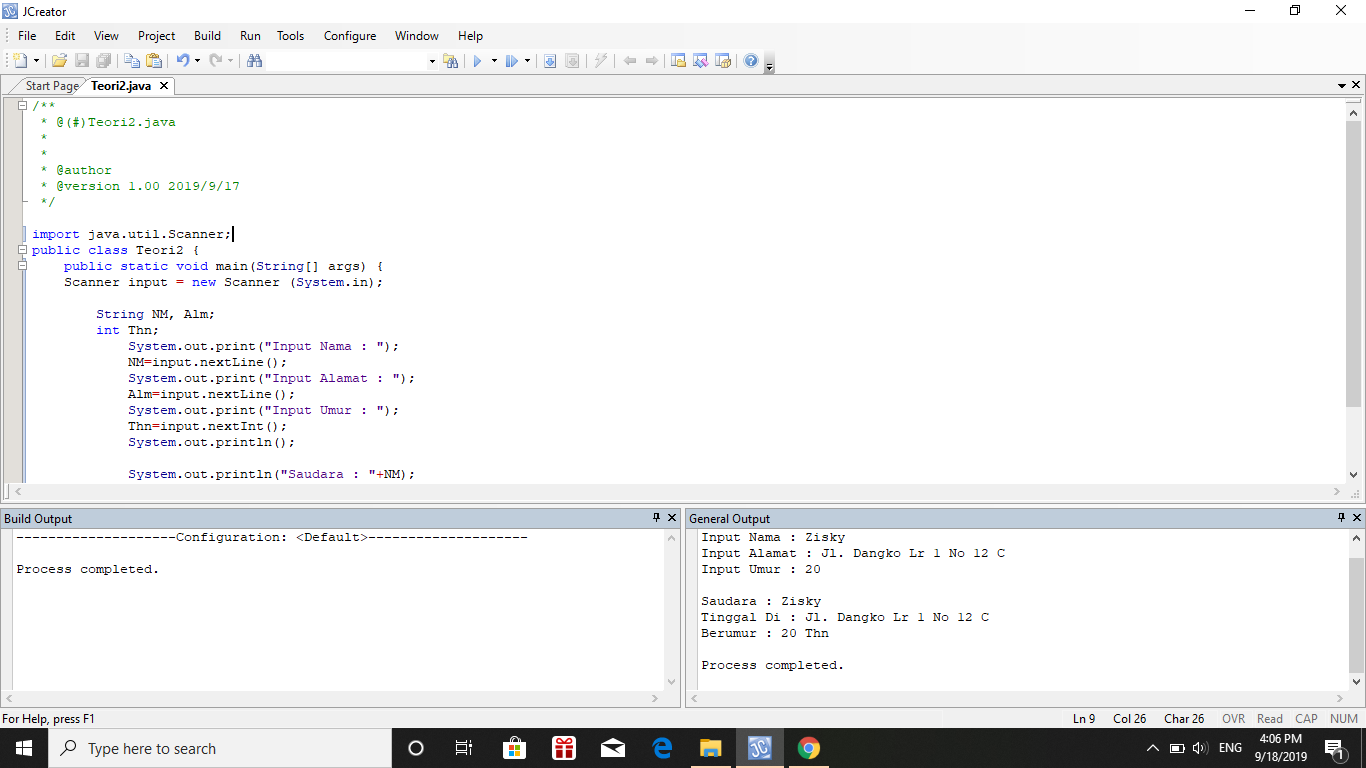 JCreator
File Edit View Project Build Run Tools Configure Window Help
Start Page Teori2.java
/**
 * @(#)Teori2.java
 *
 *
 * @author
 * @version 1.00 2019/9/17
 */
import java.util.Scanner;
public class Teori2 {
    public static void main(String[] args) {
    Scanner input = new Scanner (System.in);
        String NM, Alm;
        int Thn;
            System.out.print("Input Nama : ");
            NM=input.nextLine();
            System.out.print("Input Alamat : ");
            Alm=input.nextLine();
            System.out.print("Input Umur : ");
            Thn=input.nextInt();
            System.out.println();
            System.out.println("Saudara : "+NM);
Build Output
--------------------Configuration: <Default>--------------------
Process completed.
General Output
Input Nama : Zisky
Input Alamat : Jl. Dangko Lr 1 No 12 C
Input Umur : 20
Saudara : Zisky
Tinggal Di : Jl. Dangko Lr 1 No 12 C
Berumur : 20 Thn
Process completed.
For Help, press F1
Ln 9 Col 26 Char 26 OVR Read CAP NUM
Type here to search
JC
ENG
4:06 PM
9/18/2019
1